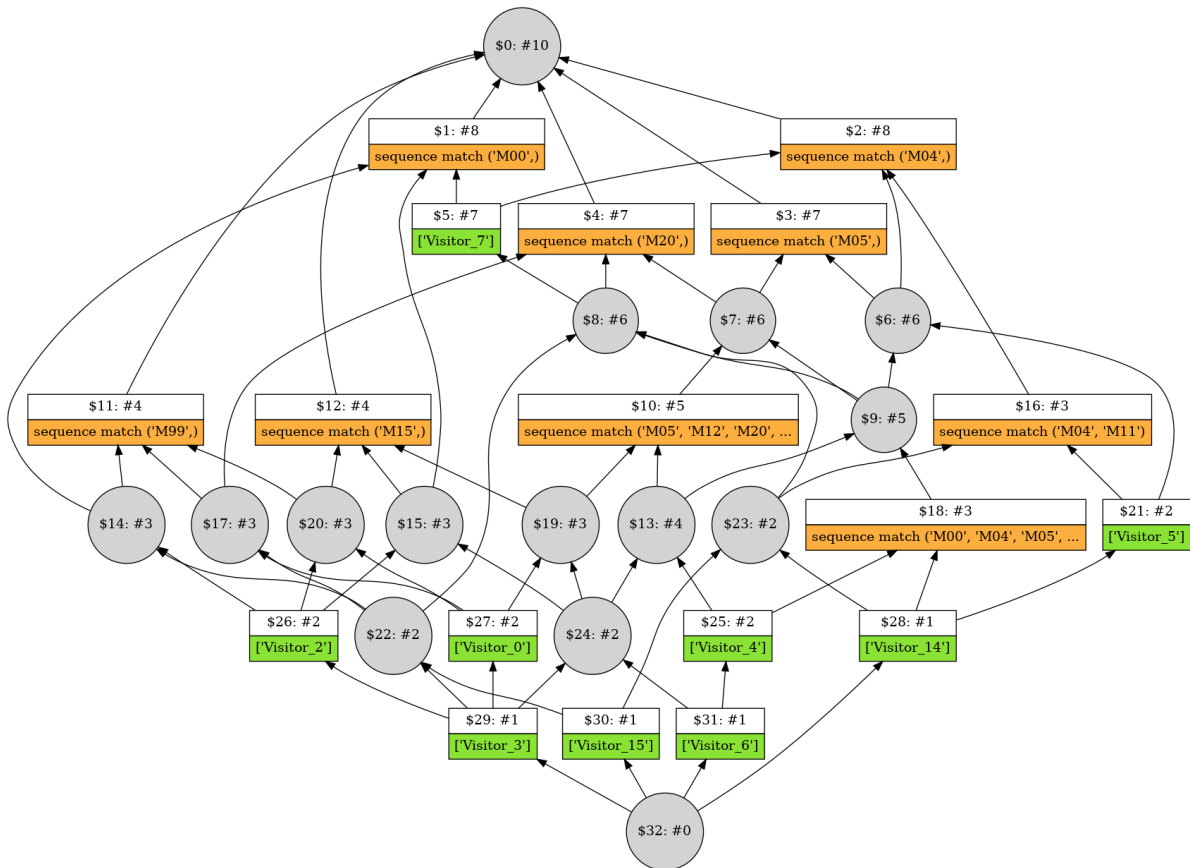 $0: #10
$1: #8
sequence match ('M00',)
$2: #8
sequence match ('M04',)
$5: #7
['Visitor_7']
$4: #7
sequence match ('M20',)
$3: #7
sequence match ('M05',)
$8: #6
$7: #6
$6: #6
$11: #4
sequence match ('M99',)
$12: #4
sequence match ('M15',)
$10: #5
sequence match ('M05', 'M12', 'M20', ...
$9: #5
$16: #3
sequence match ('M04', 'M11')
$14: #3
$17: #3
$20: #3
$15: #3
$19: #3
$13: #4
$23: #2
$18: #3
sequence match ('M00', 'M04', 'M05', ...
$21: #2
['Visitor_5']
$26: #2
['Visitor_2']
$22: #2
$27: #2
['Visitor_0']
$24: #2
$25: #2
['Visitor_4']
$28: #1
['Visitor_14']
$29: #1
['Visitor_3']
$30: #1
['Visitor_15']
$31: #1
['Visitor_6']
$32: #0